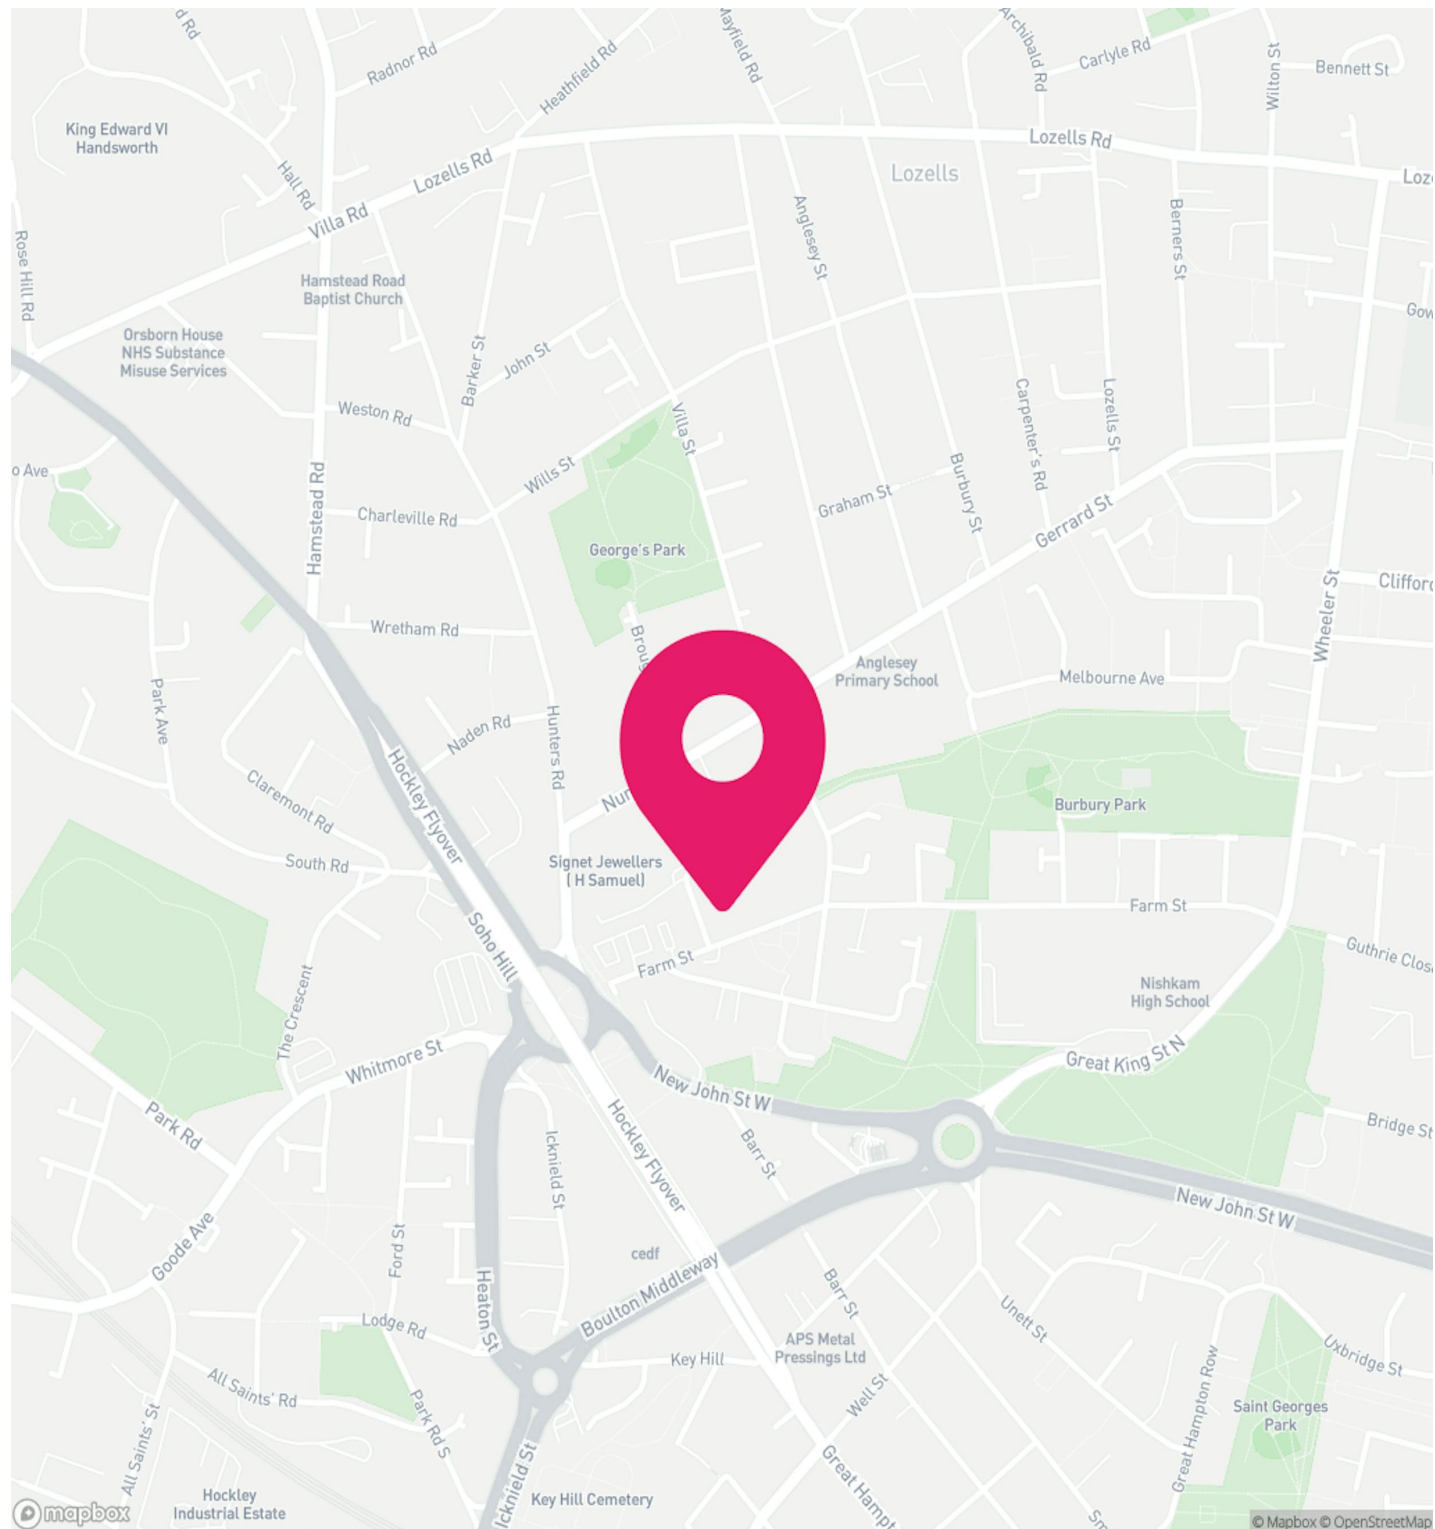 d Rd
Radnor Rd
Heathfield Rd
Mayfield Rd
Archibald Rd
Carlyle Rd
Wilton St
Bennett St
King Edward VI
Handsworth
Hall Rd
Lozells Rd
Lozells Rd
Lozells
Loz
Villa Rd
Rose Hill Rd
Anglesey St
Berners St
Hamstead Road
Baptist Church
Gow
Orsborn House
NHS Substance
Misuse Services
Barker St
John St
Weston Rd
Villa St
Carpenter's Rd
Lozells St
o Ave
Hamstead Rd
Wills St
Charleville Rd
Graham St
Burbury St
Gerrard St
George's Park
Clifford
Wheeler St
Wretham Rd
Broug
Anglesey
Primary School
Melbourne Ave
Park Ave
Naden Rd
Hunters Rd
Hockley Flyover
Claremont Rd
Nur
Burbury Park
South Rd
Signet Jewellers
( H Samuel)
Soho Hill
Farm St
Farm St
Guthrie Close
The Crescent
Nishkam
High School
Whitmore St
Great King St N
New John St W
Park Rd
Hockley Flyover
Barr St
Icknield St
Bridge St
New John St W
Goode Ave
Ford St
cedf
Heaton St
Boulton Middleway
Barr St
Unett St
Lodge Rd
Key Hill
APS Metal
Pressings Ltd
Uxbridge St
All Saints' Rd
Park Rd S
Well St
Great Hampton Row
Saint Georges
Park
All Saints' St
Icknield St
Great Hampt
Hockley
Industrial Estate
Key Hill Cemetery
Sm
mapbox
© Mapbox © OpenStreetMap